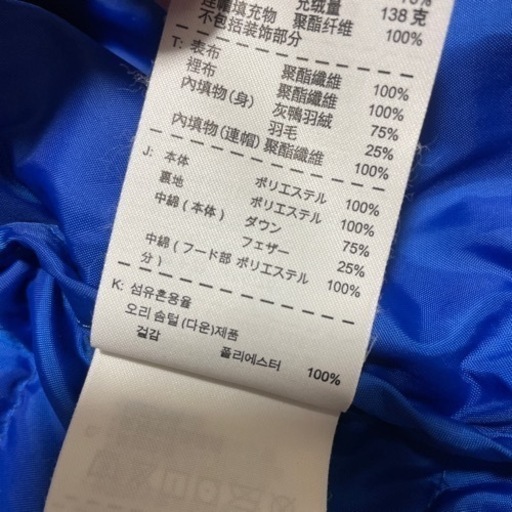 充绒量 138 克
连帽填充物 聚酯纤维 100%
不包括装饰部分
T: 表布 聚酯纖維 100%
裡布 聚酯纖維 100%
內填物(身) 灰鴨羽絨 75%
羽毛 25%
內填物(連帽) 聚酯纖維 100%
J: 本体 ポリエステル 100%
裏地 ポリエステル 100%
中綿 (本体) ダウン 75%
フェザー 25%
中綿 (フード部 ポリエステル 100%
分)
K: 섬유혼용율
오리 솜털 (다운)제품
겉감 폴리에스터 100%